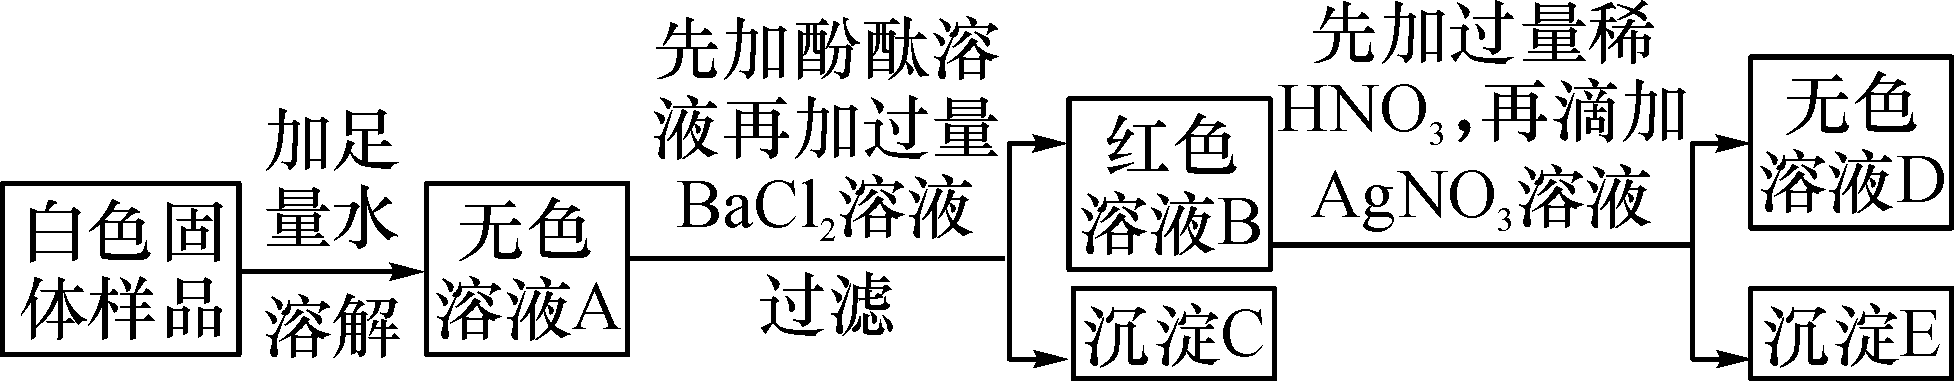 白色固
体样品
加足
量水
溶解
无色
溶液A
先加酚酞溶
液再加过量
BaCl₂溶液
过滤
红色
溶液B
沉淀C
先加过量稀
HNO₃,再滴加
AgNO₃溶液
无色
溶液D
沉淀E